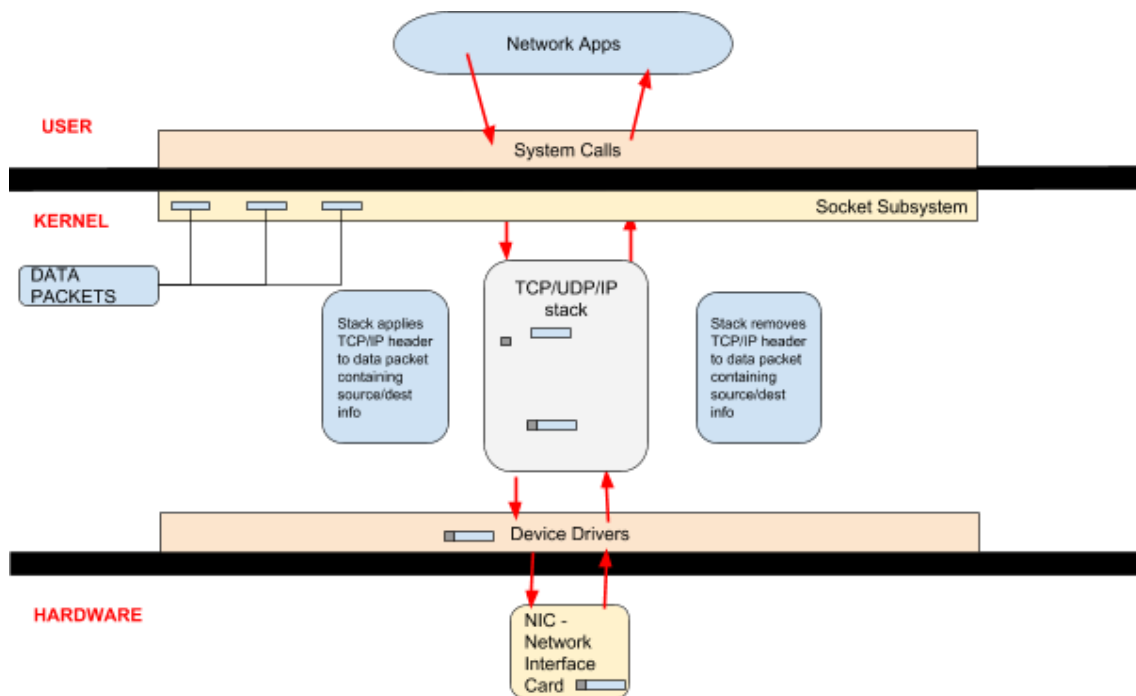 Network Apps
USER
System Calls
Socket Subsystem
KERNEL
DATA
PACKETS
TCP/UDP/IP
stack
Stack applies
TCP/IP header
to data packet
containing
source/dest
info
Stack removes
TCP/IP header
to data packet
containing
source/dest
info
Device Drivers
HARDWARE
NIC -
Network
Interface
Card